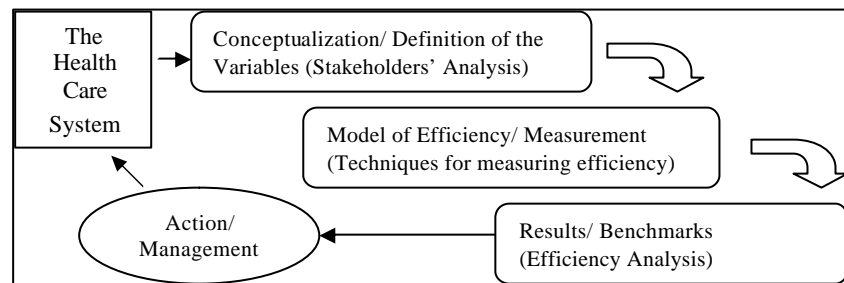 The
Health
Care
System
Conceptualization/ Definition of the
Variables (Stakeholders’ Analysis)
Model of Efficiency/ Measurement
(Techniques for measuring efficiency)
Results/ Benchmarks
(Efficiency Analysis)
Action/
Management